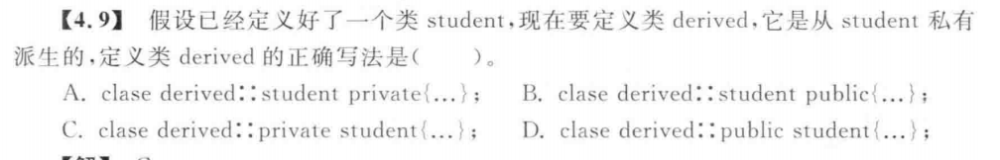 【4.9】 假设已经定义好了一个类 student,现在要定义类 derived,它是从 student 私有
派生的,定义类 derived 的正确写法是(  )。
A. clase derived∷student private{…}; B. clase derived∷student public{…};
C. clase derived∷private student{…}; D. clase derived∷public student{…};